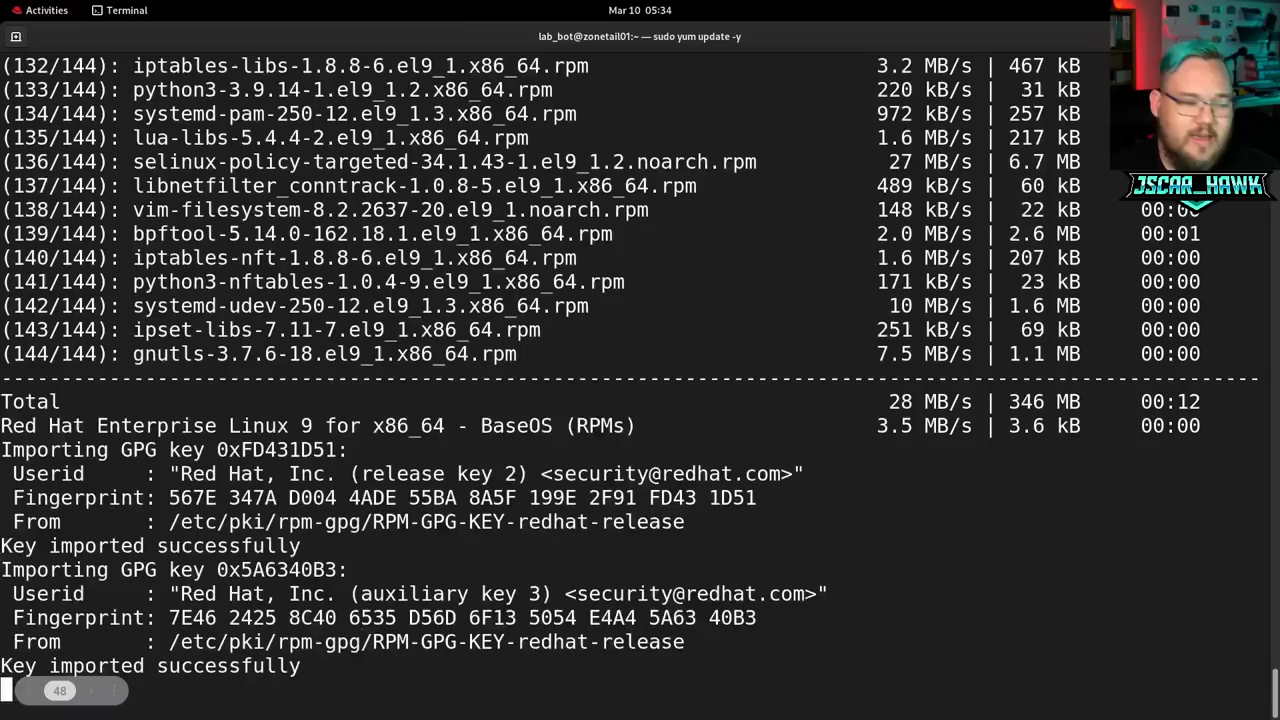 Activities Terminal Mar 10 05:34
lab_bot@zonetail01:~ — sudo yum update -y
(132/144): iptables-libs-1.8.8-6.el9_1.x86_64.rpm 3.2 MB/s | 467 kB
(133/144): python3-3.9.14-1.el9_1.2.x86_64.rpm 220 kB/s | 31 kB
(134/144): systemd-pam-250-12.el9_1.3.x86_64.rpm 972 kB/s | 257 kB
(135/144): lua-libs-5.4.4-2.el9_1.x86_64.rpm 1.6 MB/s | 217 kB
(136/144): selinux-policy-targeted-34.1.43-1.el9_1.2.noarch.rpm 27 MB/s | 6.7 MB
(137/144): libnetfilter_conntrack-1.0.8-5.el9_1.x86_64.rpm 489 kB/s | 60 kB
JSCAR_HAWK
(138/144): vim-filesystem-8.2.2637-20.el9_1.noarch.rpm 148 kB/s | 22 kB 00:00
(139/144): bpftool-5.14.0-162.18.1.el9_1.x86_64.rpm 2.0 MB/s | 2.6 MB 00:01
(140/144): iptables-nft-1.8.8-6.el9_1.x86_64.rpm 1.6 MB/s | 207 kB 00:00
(141/144): python3-nftables-1.0.4-9.el9_1.x86_64.rpm 171 kB/s | 23 kB 00:00
(142/144): systemd-udev-250-12.el9_1.3.x86_64.rpm 10 MB/s | 1.6 MB 00:00
(143/144): ipset-libs-7.11-7.el9_1.x86_64.rpm 251 kB/s | 69 kB 00:00
(144/144): gnutls-3.7.6-18.el9_1.x86_64.rpm 7.5 MB/s | 1.1 MB 00:00
---------------------------------------------------------------------------------------------------------
Total 28 MB/s | 346 MB 00:12
Red Hat Enterprise Linux 9 for x86_64 - BaseOS (RPMs) 3.5 MB/s | 3.6 kB 00:00
Importing GPG key 0xFD431D51:
Userid : "Red Hat, Inc. (release key 2) <security@redhat.com>"
Fingerprint: 567E 347A D004 4ADE 55BA 8A5F 199E 2F91 FD43 1D51
From : /etc/pki/rpm-gpg/RPM-GPG-KEY-redhat-release
Key imported successfully
Importing GPG key 0x5A6340B3:
Userid : "Red Hat, Inc. (auxiliary key 3) <security@redhat.com>"
Fingerprint: 7E46 2425 8C40 6535 D56D 6F13 5054 E4A4 5A63 40B3
From : /etc/pki/rpm-gpg/RPM-GPG-KEY-redhat-release
Key imported successfully
48